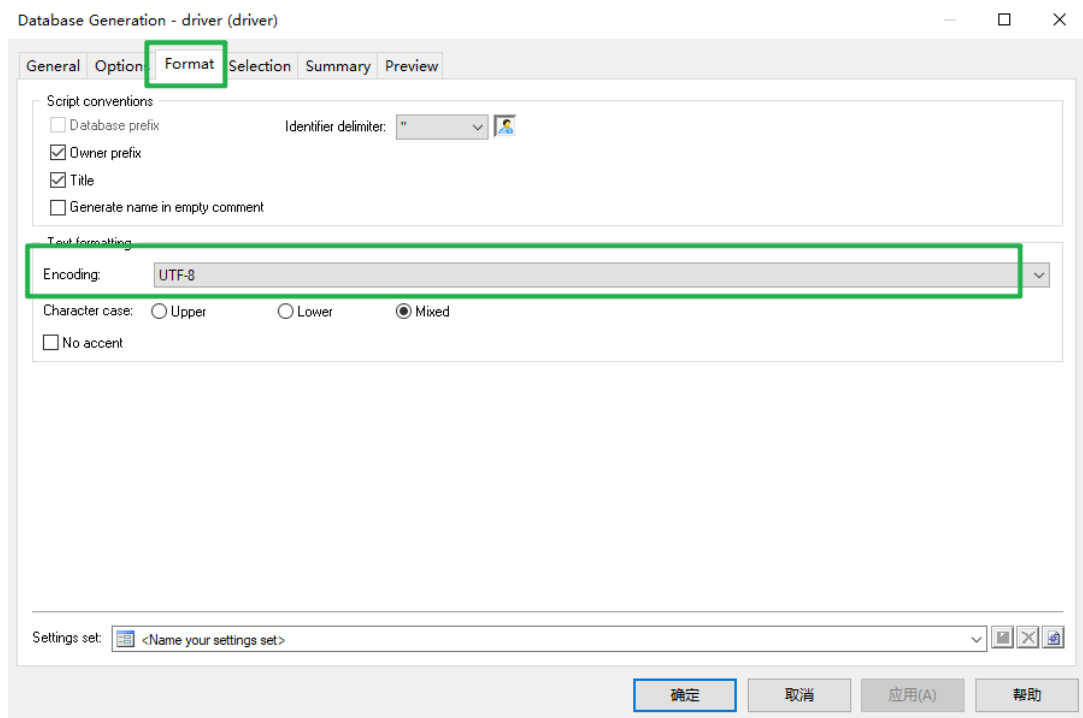 Database Generation - driver (driver)
General Options Format Selection Summary Preview
Script conventions
Database prefix Identifier delimiter: "
Owner prefix
Title
Generate name in empty comment
Text formatting
Encoding: UTF-8
Character case: Upper Lower Mixed
No accent
Settings set: <Name your settings set>
确定 取消 应用(A) 帮助